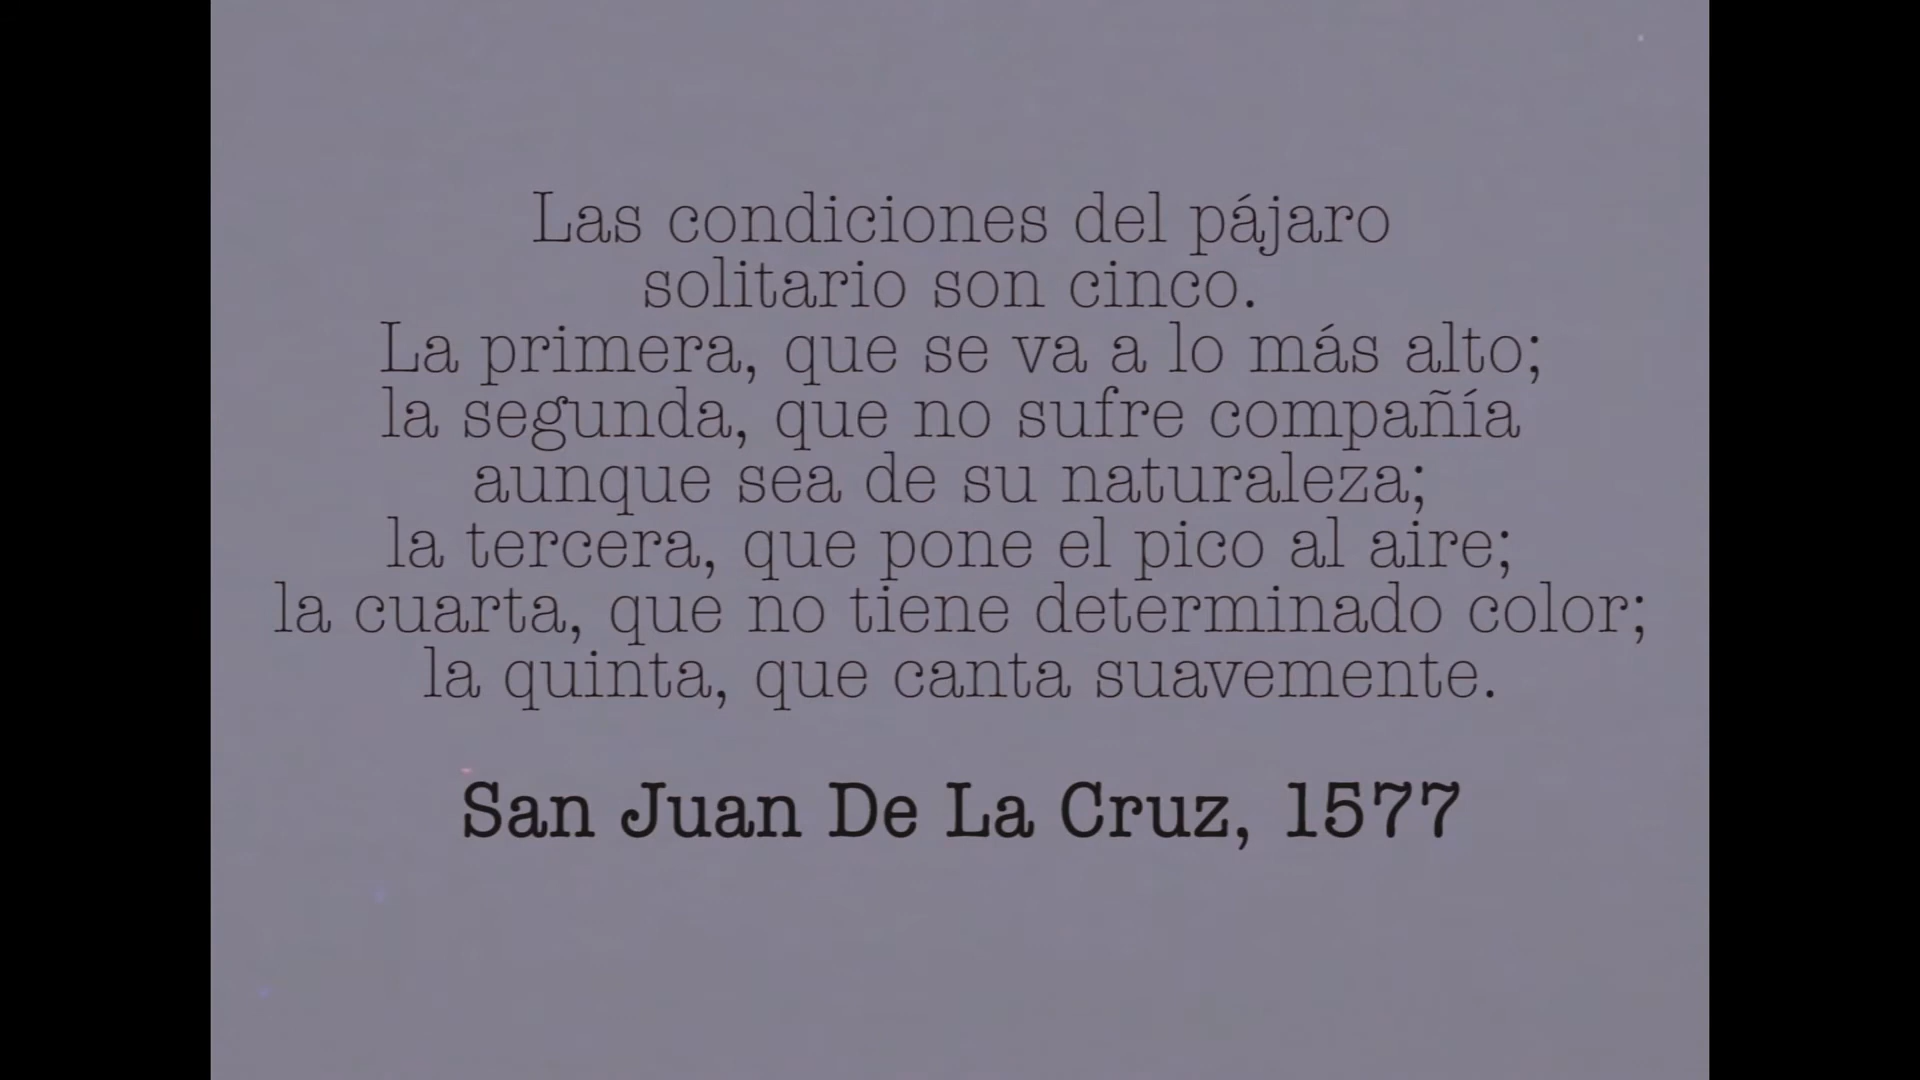 Las condiciones del pájaro
solitario son cinco.
La primera, que se va a lo más alto;
la segunda, que no sufre compañía
aunque sea de su naturaleza;
la tercera, que pone el pico al aire;
la cuarta, que no tiene determinado color;
la quinta, que canta suavemente.
San Juan De La Cruz, 1577